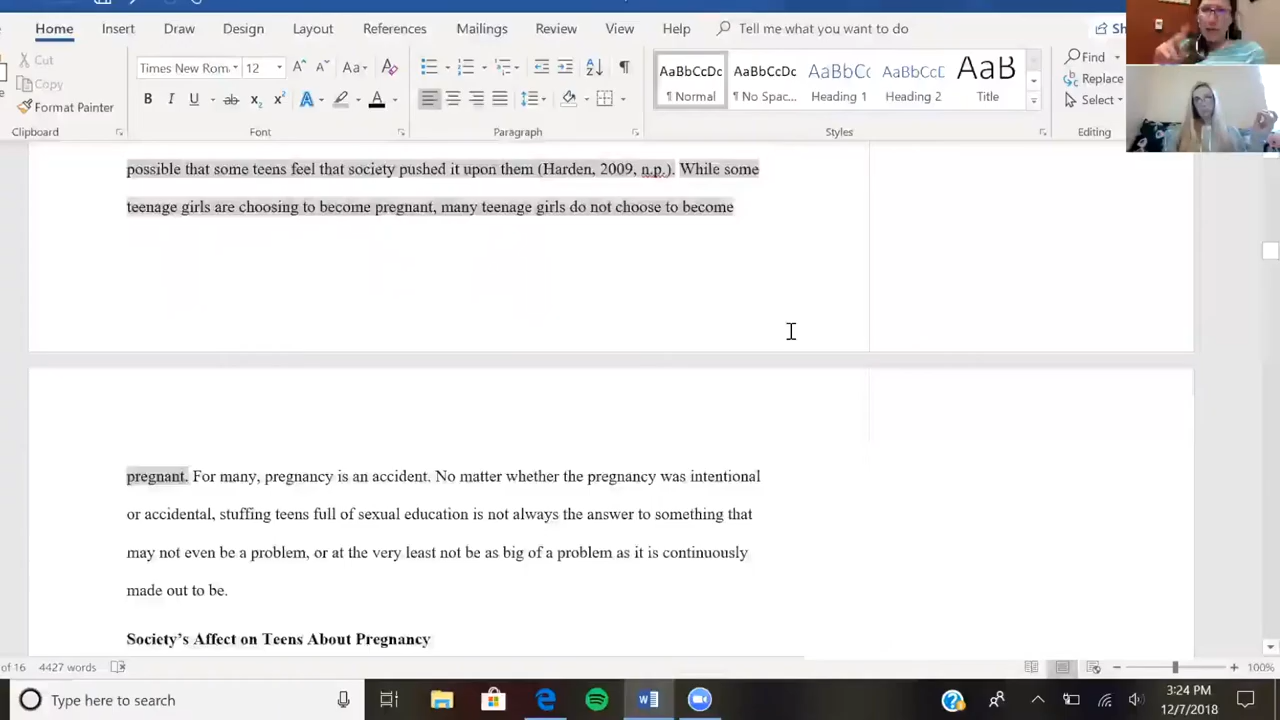 Home Insert Draw Design Layout References Mailings Review View Help Tell me what you want to do Sh
Cut
Copy
Format Painter
Clipboard
Times New Rom 12 Aa
B I U ab x₂ x² A A
Font
Paragraph
AaBbCcDc AaBbCcDc AaBbCc AaBbCcD AaB
¶ Normal ¶ No Spac... Heading 1 Heading 2 Title
Styles
Find
Replace
Select
Editing
possible that some teens feel that society pushed it upon them (Harden, 2009, n.p.). While some
teenage girls are choosing to become pregnant, many teenage girls do not choose to become
pregnant. For many, pregnancy is an accident. No matter whether the pregnancy was intentional
or accidental, stuffing teens full of sexual education is not always the answer to something that
may not even be a problem, or at the very least not be as big of a problem as it is continuously
made out to be.
Society's Affect on Teens About Pregnancy
of 16 4427 words 100%
Type here to search
3:24 PM
12/7/2018